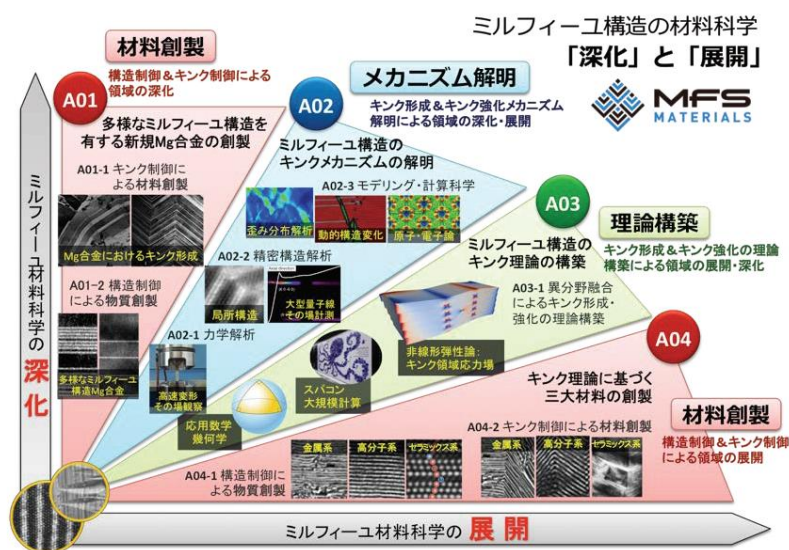 ミルフィーユ構造の材料科学
「深化」と「展開」
MFS
MATERIALS
材料創製
構造制御&キンク制御による
領域の深化
A01
多様なミルフィーユ構造を
有する新規Mg合金の創製
A01-1 キンク制御
による材料創製
Mg合金におけるキンク形成
A01-2 構造制御
による物質創製
多様なミルフィーユ
構造Mg合金
メカニズム解明
キンク形成&キンク強化メカニズム
解明による領域の深化・展開
A02
ミルフィーユ構造の
キンクメカニズムの解明
A02-3 モデリング・計算科学
歪み分布解析
動的構造変化
原子・電子論
A02-2 精密構造解析
局所構造
大型量子線
その場計測
A02-1 力学解析
高速変形
その場観察
A03
理論構築
キンク形成&キンク強化の理論
構築による領域の展開・深化
ミルフィーユ構造の
キンク理論の構築
A03-1 異分野融合
によるキンク形成・
強化の理論構築
非線形弾性論:
キンク領域応力場
スパコン
大規模計算
応用数学
幾何学
A04
材料創製
構造制御&キンク制御
による領域の展開
キンク理論に基づく
三大材料の創製
A04-2 キンク制御による材料創製
金属系
高分子系
セラミックス系
A04-1 構造制御に
よる物質創製
金属系
高分子系
セラミックス系
ミルフィーユ材料科学の
深化
ミルフィーユ材料科学の 展開